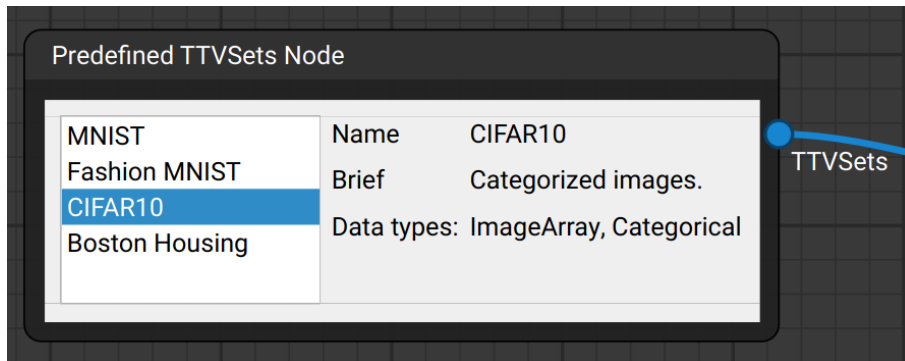 Predefined TTVSets Node
MNIST
Fashion MNIST
CIFAR10
Boston Housing
Name CIFAR10
Brief Categorized images.
Data types: ImageArray, Categorical
TTVSets